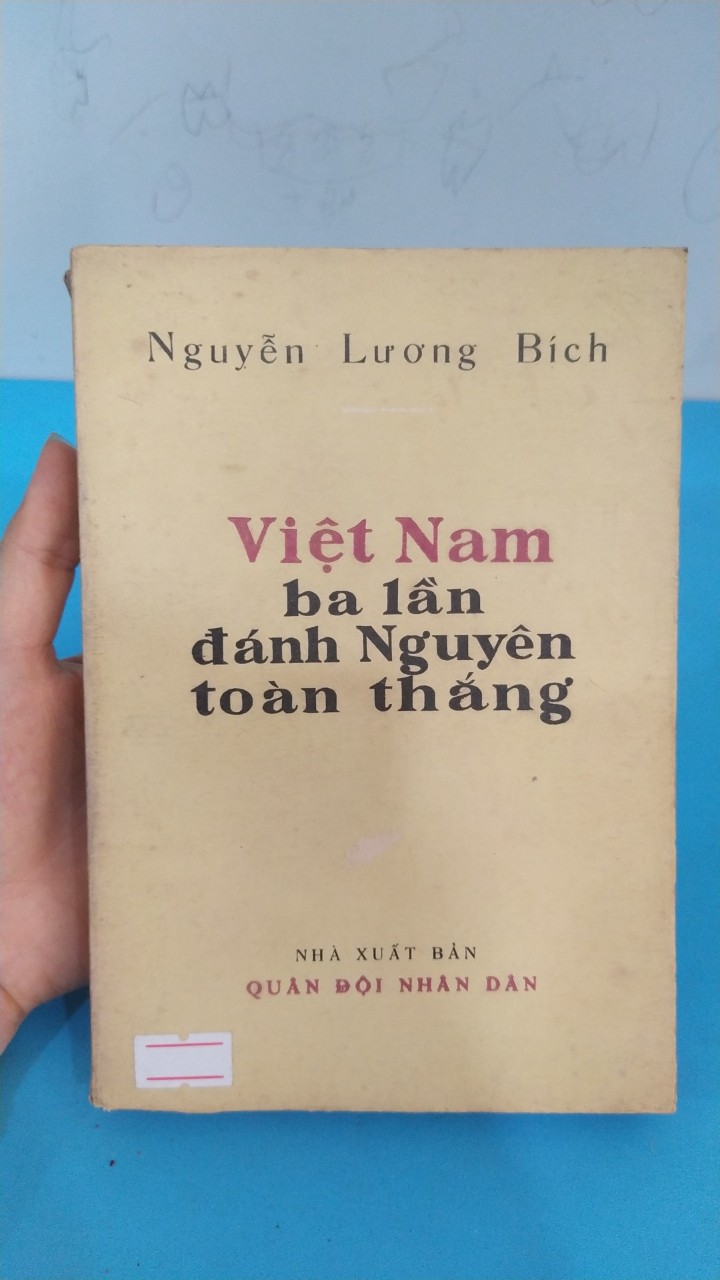 Nguyễn Lương Bích
Việt Nam
ba lần
đánh Nguyên
toàn thắng
NHÀ XUẤT BẢN
QUÂN ĐỘI NHÂN DÂN